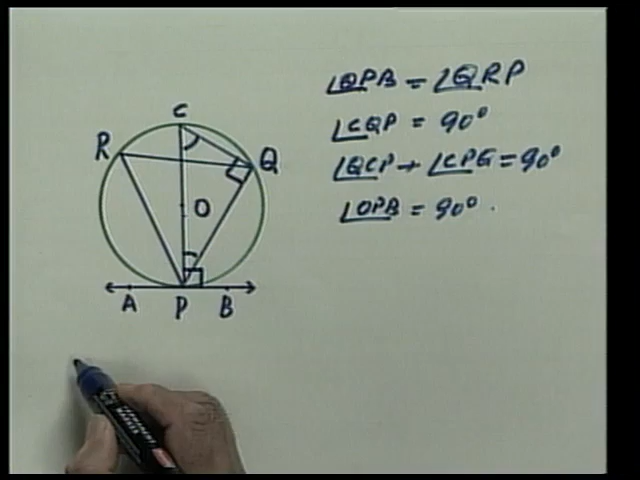 C
R
Q
O
A P B
∠QPB = ∠QRP
∠CQP = 90°
∠QCP + ∠CPQ = 90°
∠OPB = 90°.